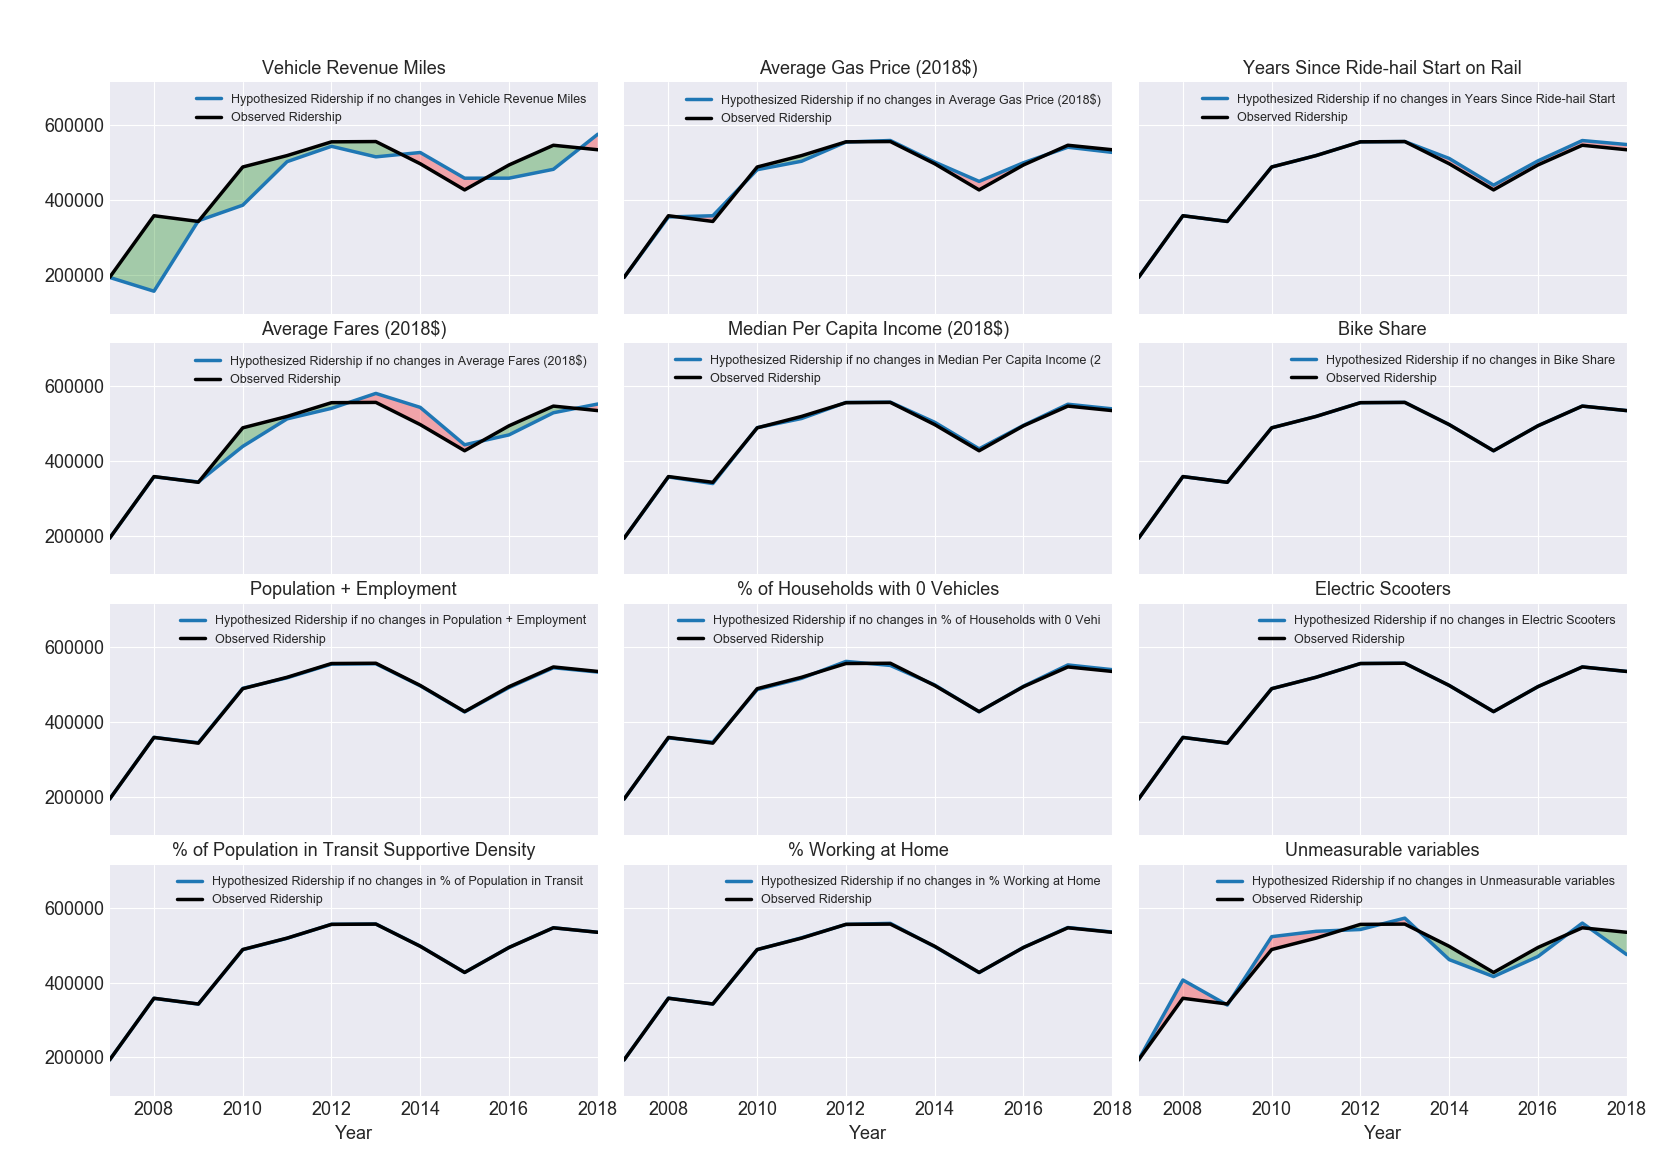 Vehicle Revenue Miles
Hypothesized Ridership if no changes in Vehicle Revenue Miles
Observed Ridership
600000
400000
200000
Average Gas Price (2018$)
Hypothesized Ridership if no changes in Average Gas Price (2018$)
Observed Ridership
Years Since Ride-hail Start on Rail
Hypothesized Ridership if no changes in Years Since Ride-hail Start
Observed Ridership
Average Fares (2018$)
Hypothesized Ridership if no changes in Average Fares (2018$)
Observed Ridership
600000
400000
200000
Median Per Capita Income (2018$)
Hypothesized Ridership if no changes in Median Per Capita Income (2
Observed Ridership
Bike Share
Hypothesized Ridership if no changes in Bike Share
Observed Ridership
Population + Employment
Hypothesized Ridership if no changes in Population + Employment
Observed Ridership
600000
400000
200000
% of Households with 0 Vehicles
Hypothesized Ridership if no changes in % of Households with 0 Vehi
Observed Ridership
Electric Scooters
Hypothesized Ridership if no changes in Electric Scooters
Observed Ridership
% of Population in Transit Supportive Density
Hypothesized Ridership if no changes in % of Population in Transit
Observed Ridership
600000
400000
200000
2008 2010 2012 2014 2016 2018
Year
% Working at Home
Hypothesized Ridership if no changes in % Working at Home
Observed Ridership
2008 2010 2012 2014 2016 2018
Year
Unmeasurable variables
Hypothesized Ridership if no changes in Unmeasurable variables
Observed Ridership
2008 2010 2012 2014 2016 2018
Year